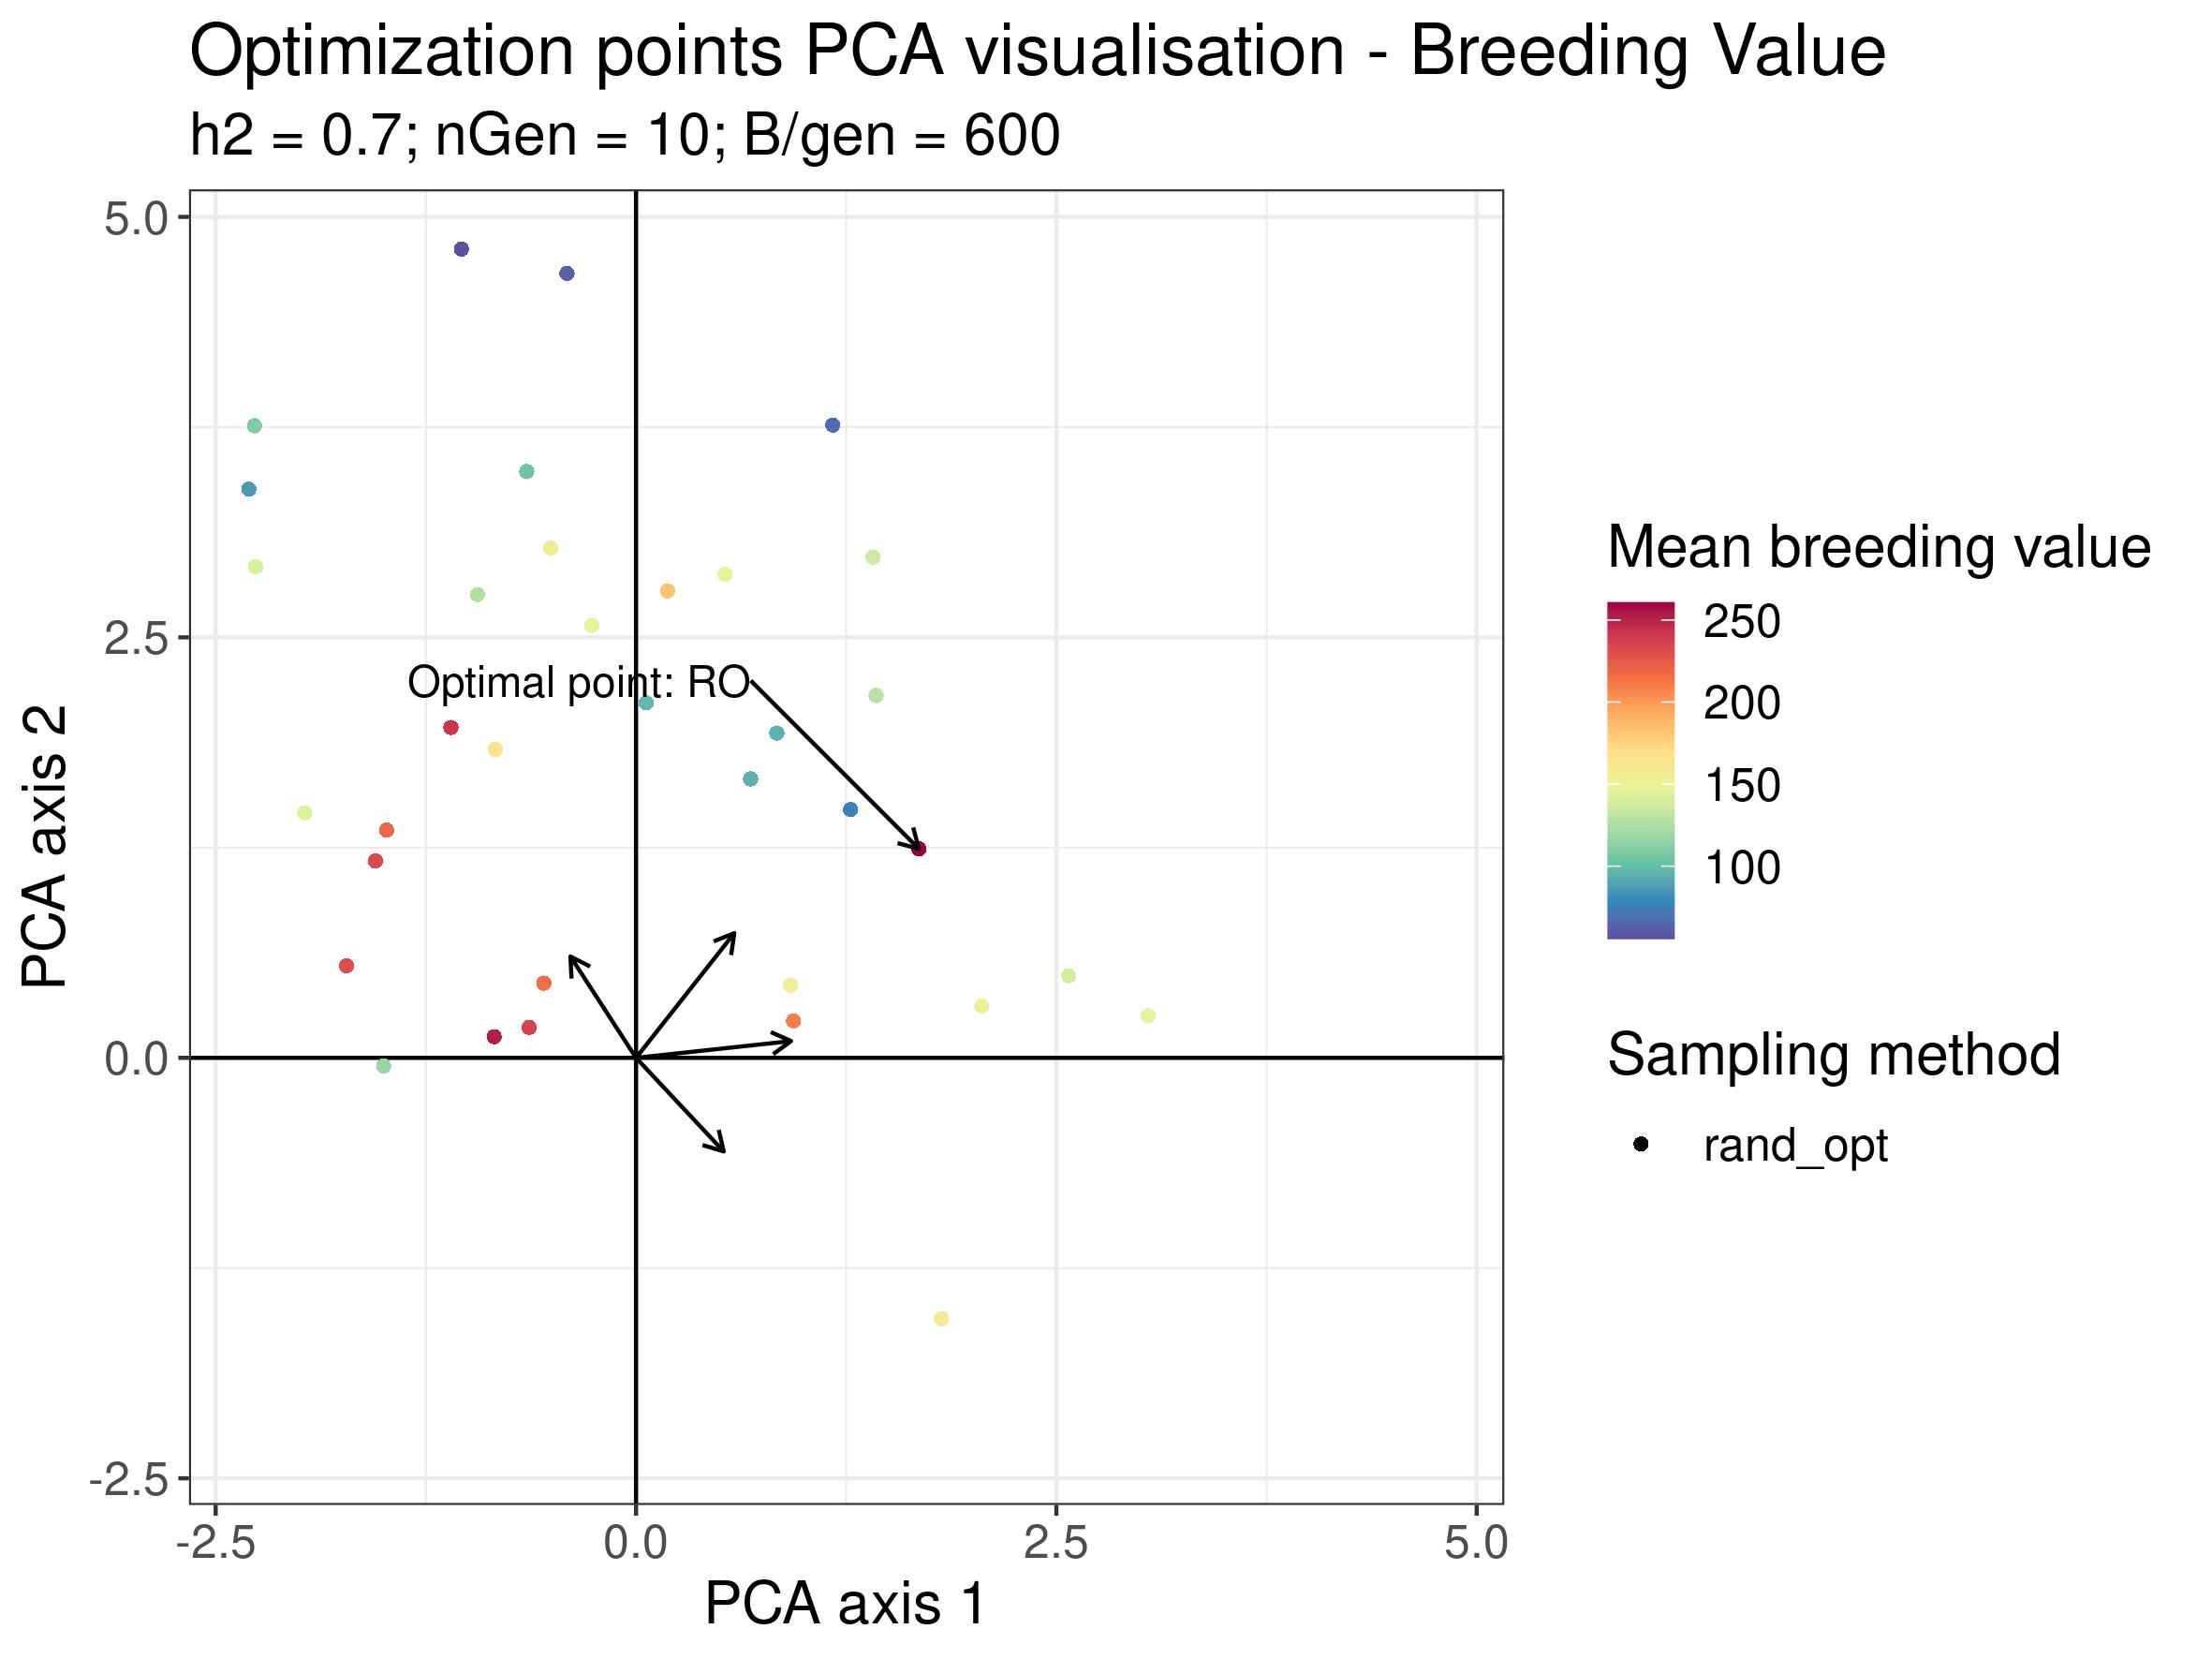 Optimization points PCA visualisation - Breeding Value
h2 = 0.7; nGen = 10; B/gen = 600
PCA axis 2
5.0
2.5
0.0
-2.5
Optimal point: RO
-2.5
0.0
2.5
5.0
PCA axis 1
Mean breeding value
250
200
150
100
Sampling method
rand_opt